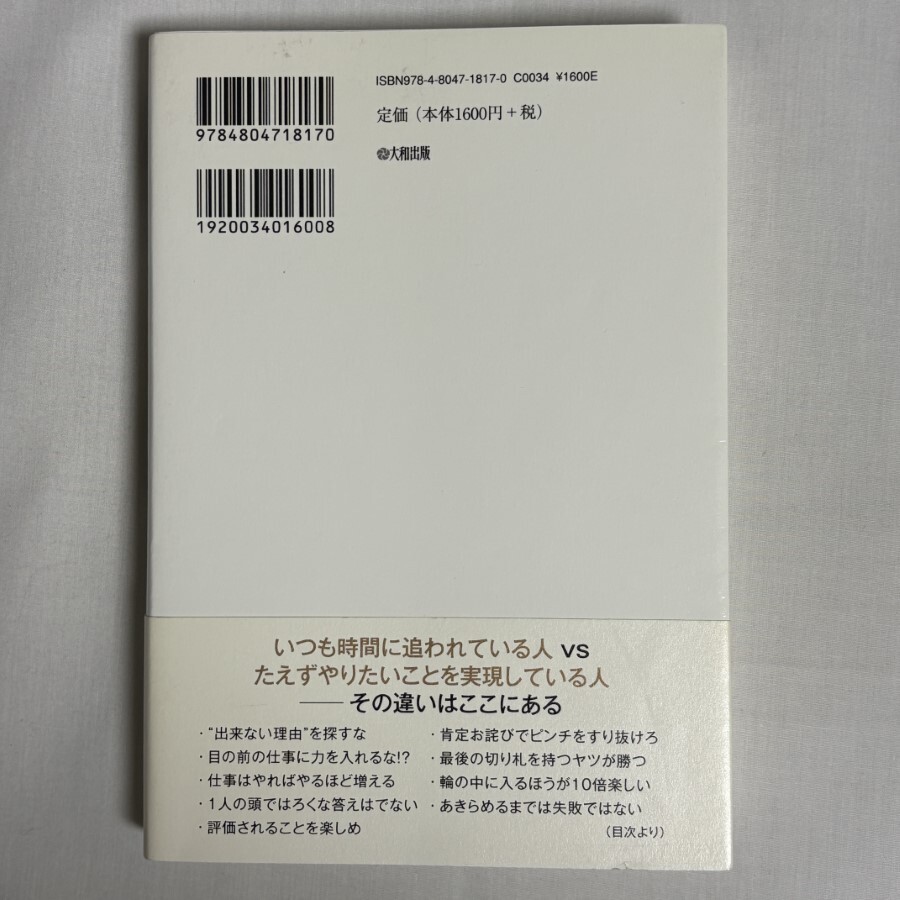 9784804718170
1920034016008
ISBN978-4-8047-1817-0 C0034 ¥1600E
定価（本体1600円＋税）
大和出版
いつも時間に追われている人 vs
たえずやりたいことを実現している人
——その違いはここにある
・“出来ない理由”を探すな
・目の前の仕事に力を入れるな!?
・仕事はやればやるほど増える
・1人の頭ではろくな答えはでない
・評価されることを楽しめ
・肯定お詫びでピンチをすり抜けろ
・最後の切り札を持つヤツが勝つ
・輪の中に入るほうが10倍楽しい
・あきらめるまでは失敗ではない
（目次より）